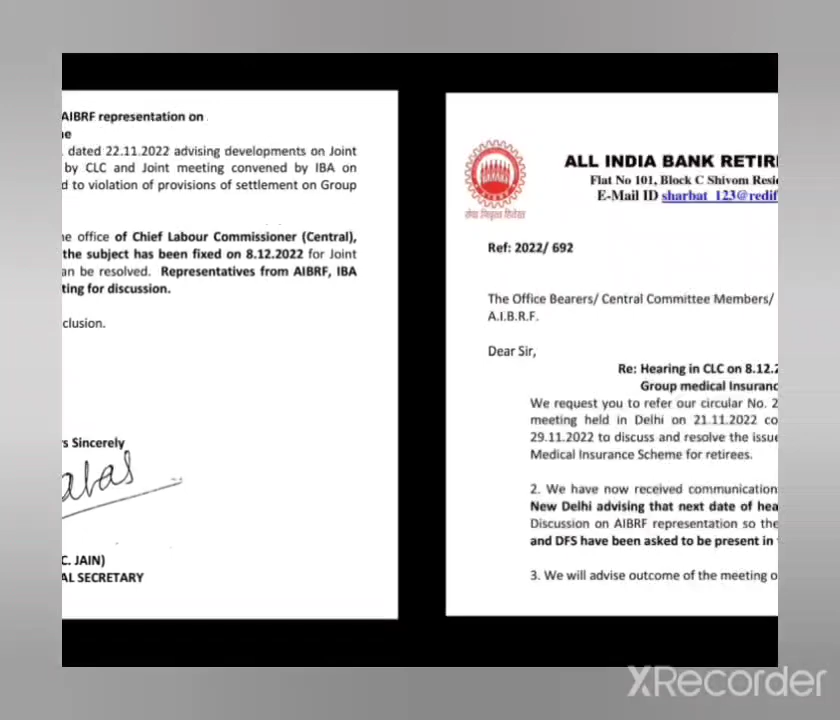 AIBRF representation on
dated 22.11.2022 advising developments on Joint
by CLC and Joint meeting convened by IBA on
d to violation of provisions of settlement on Group
office of Chief Labour Commissioner (Central),
the subject has been fixed on 8.12.2022 for Joint
an be resolved. Representatives from AIBRF, IBA
ting for discussion.
clusion.
s Sincerely
C. JAIN)
AL SECRETARY
ALL INDIA BANK RETIR
Flat No 101, Block C Shivom Resi
E-Mail ID sharbat_123@redif
सेवा निवृत्त हितेश
Ref: 2022/ 692
The Office Bearers/ Central Committee Members/
A.I.B.R.F.
Dear Sir,
Re: Hearing in CLC on 8.12.2
Group medical Insuranc
We request you to refer our circular No. 2
meeting held in Delhi on 21.11.2022 co
29.11.2022 to discuss and resolve the issue
Medical Insurance Scheme for retirees.
2. We have now received communication
New Delhi advising that next date of hea
Discussion on AIBRF representation so the
and DFS have been asked to be present in
3. We will advise outcome of the meeting o
XRecorder